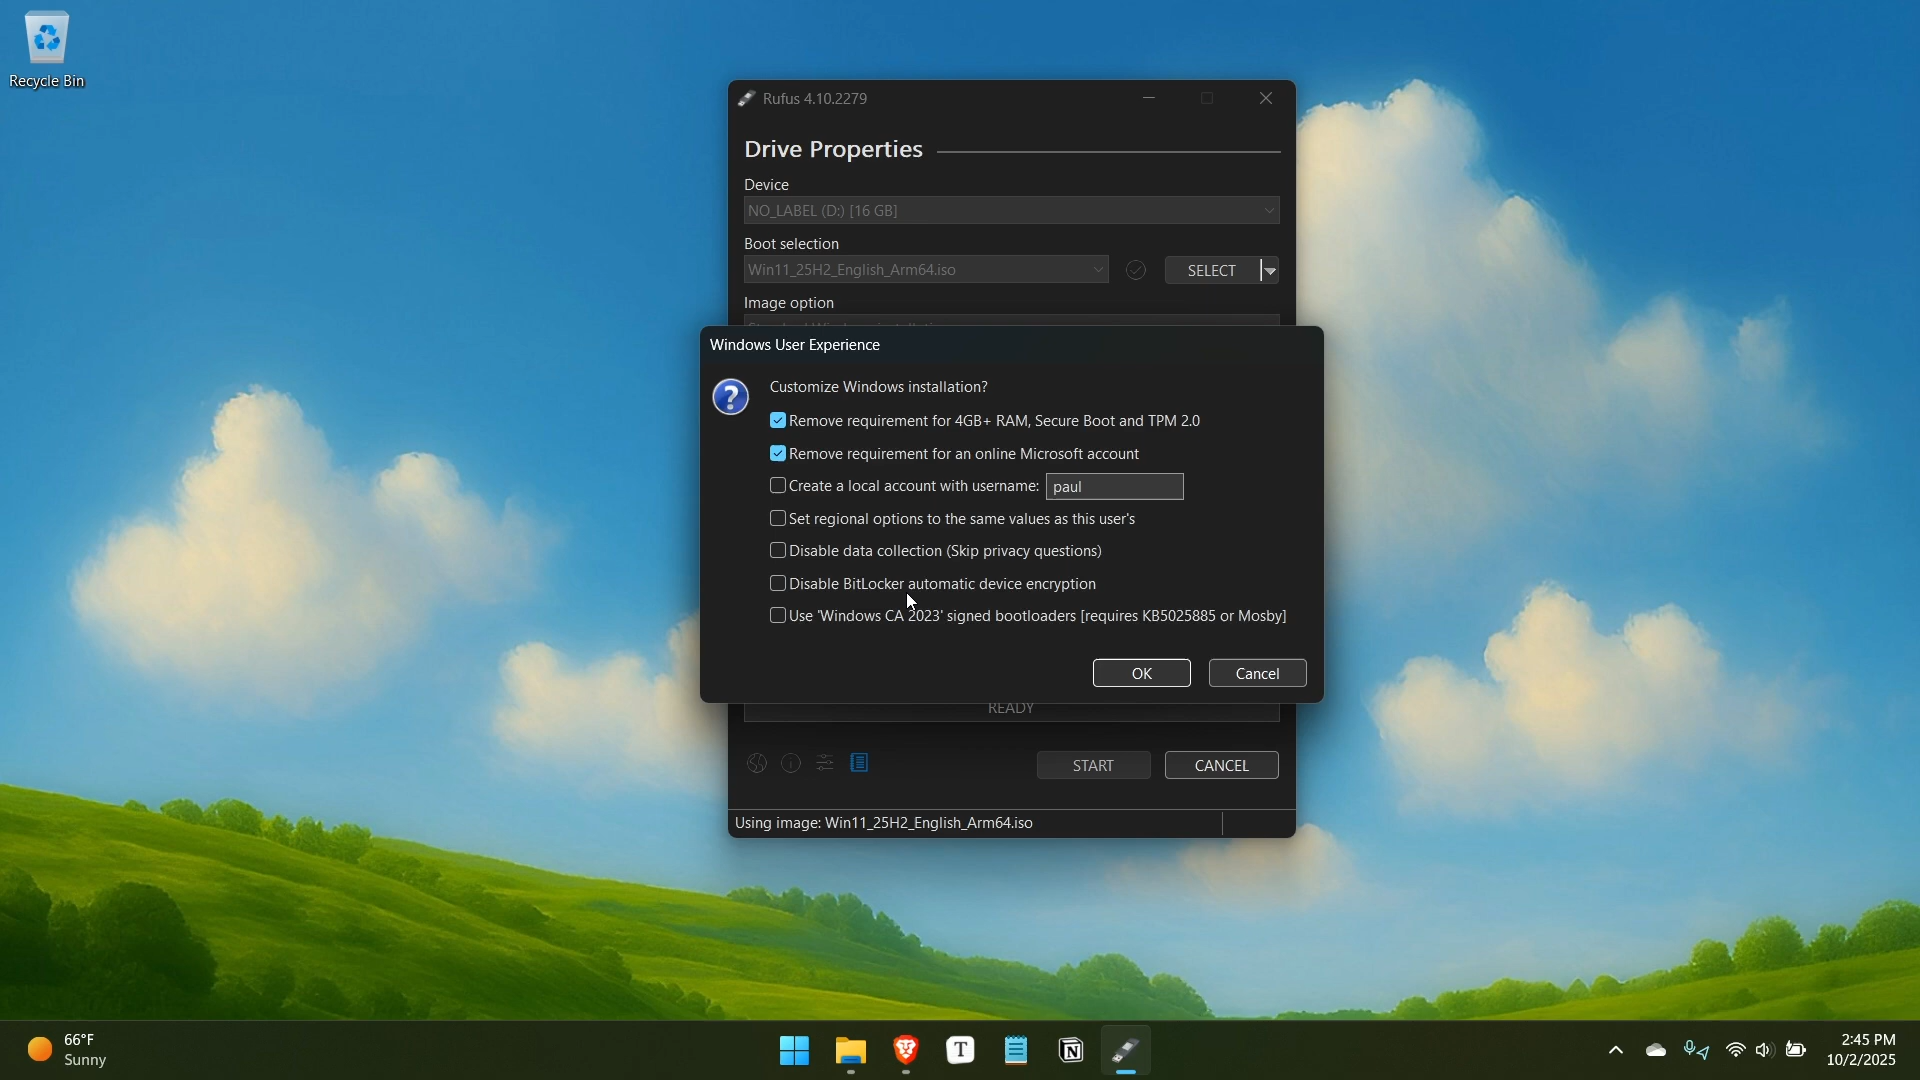 Recycle Bin
Rufus 4.10.2279
Drive Properties
Device
NO_LABEL (D:) [16 GB]
Boot selection
Win11_25H2_English_Arm64.iso
SELECT
Image option
Windows User Experience
Customize Windows installation?
Remove requirement for 4GB+ RAM, Secure Boot and TPM 2.0
Remove requirement for an online Microsoft account
Create a local account with username: paul
Set regional options to the same values as this user's
Disable data collection (Skip privacy questions)
Disable BitLocker automatic device encryption
Use 'Windows CA 2023' signed bootloaders [requires KB5025885 or Mosby]
OK
Cancel
READY
START
CANCEL
Using image: Win11_25H2_English_Arm64.iso
66°F
Sunny
T
N
2:45 PM
10/2/2025